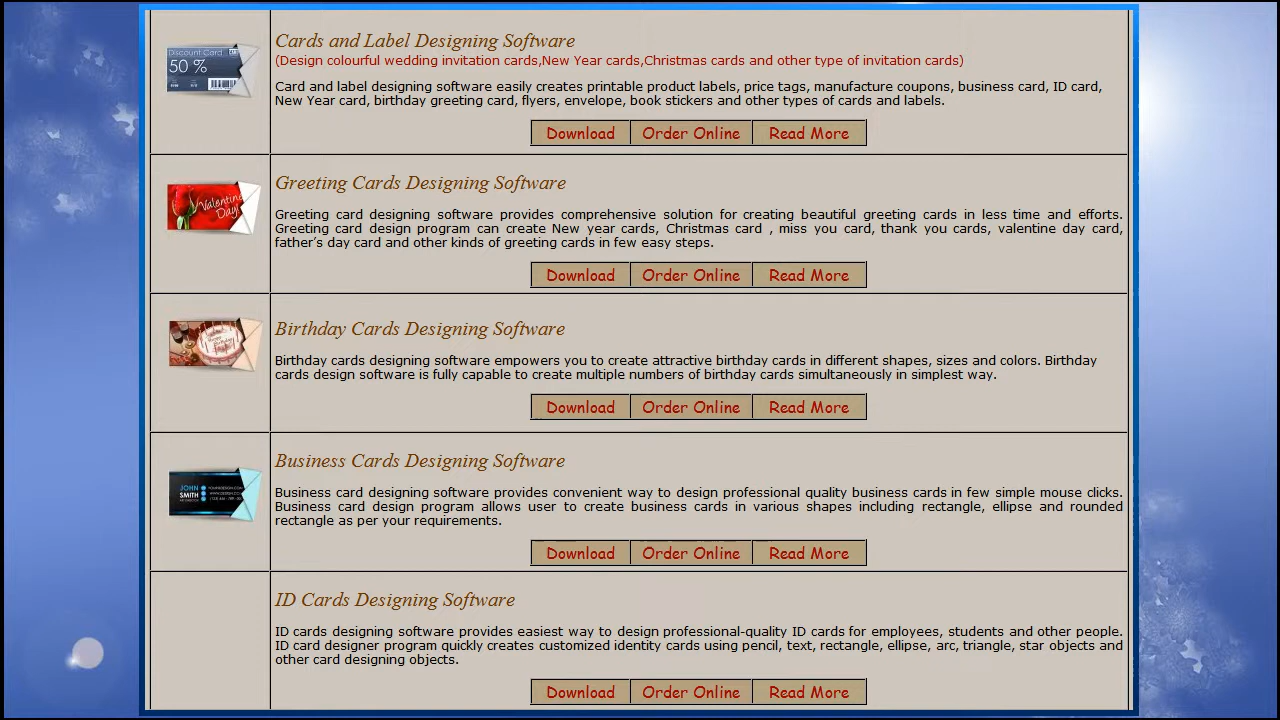 Discount Card
50 %
Cards and Label Designing Software
(Design colourful wedding invitation cards,New Year cards,Christmas cards and other type of invitation cards)
Card and label designing software easily creates printable product labels, price tags, manufacture coupons, business card, ID card,
New Year card, birthday greeting card, flyers, envelope, book stickers and other types of cards and labels.
Download Order Online Read More
Valentine
Day!
Greeting Cards Designing Software
Greeting card designing software provides comprehensive solution for creating beautiful greeting cards in less time and efforts.
Greeting card design program can create New year cards, Christmas card , miss you card, thank you cards, valentine day card,
father's day card and other kinds of greeting cards in few easy steps.
Download Order Online Read More
Birthday Cards Designing Software
Birthday cards designing software empowers you to create attractive birthday cards in different shapes, sizes and colors. Birthday
cards design software is fully capable to create multiple numbers of birthday cards simultaneously in simplest way.
Download Order Online Read More
JOHN
SMITH
Business Cards Designing Software
Business card designing software provides convenient way to design professional quality business cards in few simple mouse clicks.
Business card design program allows user to create business cards in various shapes including rectangle, ellipse and rounded
rectangle as per your requirements.
Download Order Online Read More
ID Cards Designing Software
ID cards designing software provides easiest way to design professional-quality ID cards for employees, students and other people.
ID card designer program quickly creates customized identity cards using pencil, text, rectangle, ellipse, arc, triangle, star objects and
other card designing objects.
Download Order Online Read More